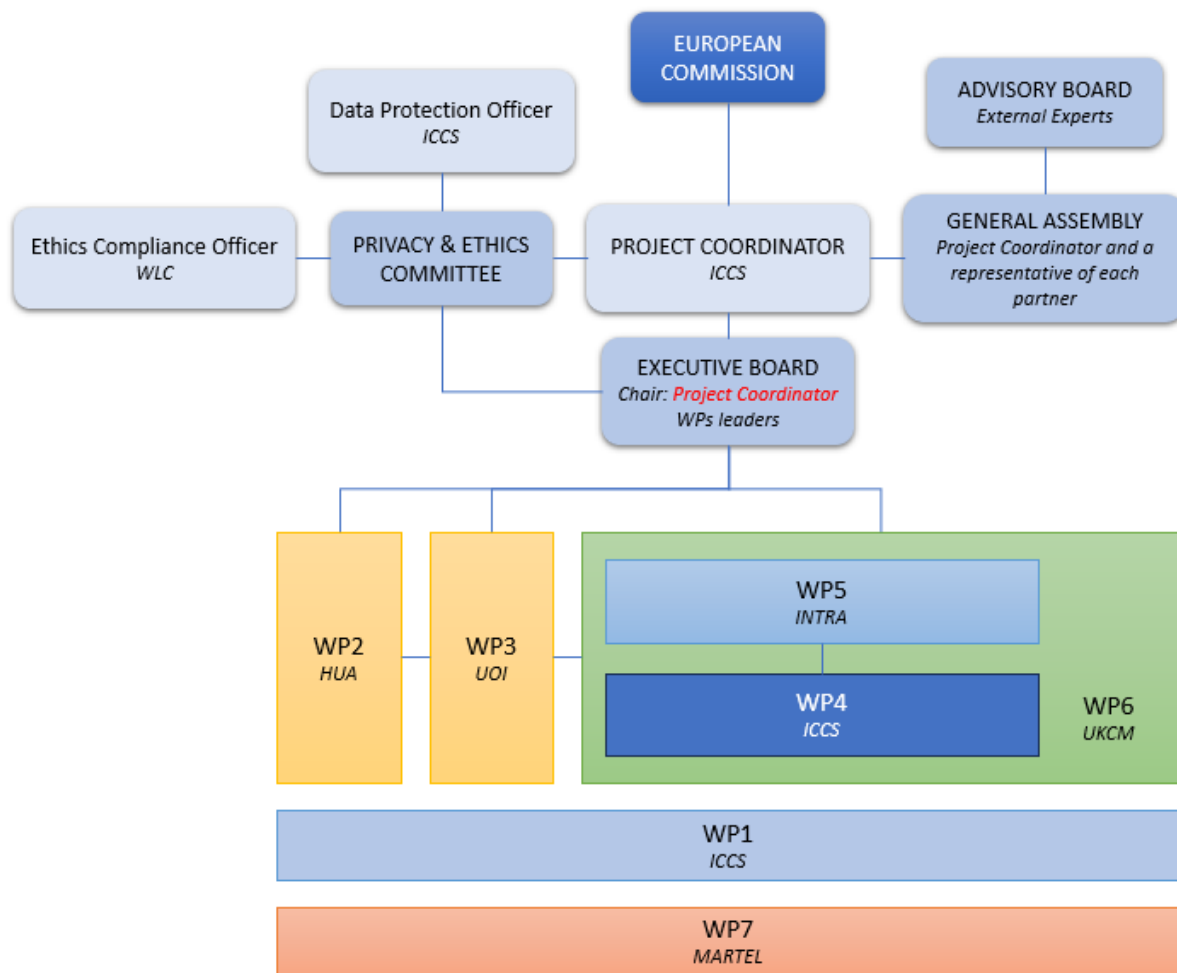 EUROPEAN
COMMISSION
Data Protection Officer
ICCS
ADVISORY BOARD
External Experts
Ethics Compliance Officer
WLC
PRIVACY & ETHICS
COMMITTEE
PROJECT COORDINATOR
ICCS
GENERAL ASSEMBLY
Project Coordinator and a
representative of each
partner
EXECUTIVE BOARD
Chair: Project Coordinator
WPs leaders
WP2
HUA
WP3
UOI
WP5
INTRA
WP4
ICCS
WP6
UKCM
WP1
ICCS
WP7
MARTEL